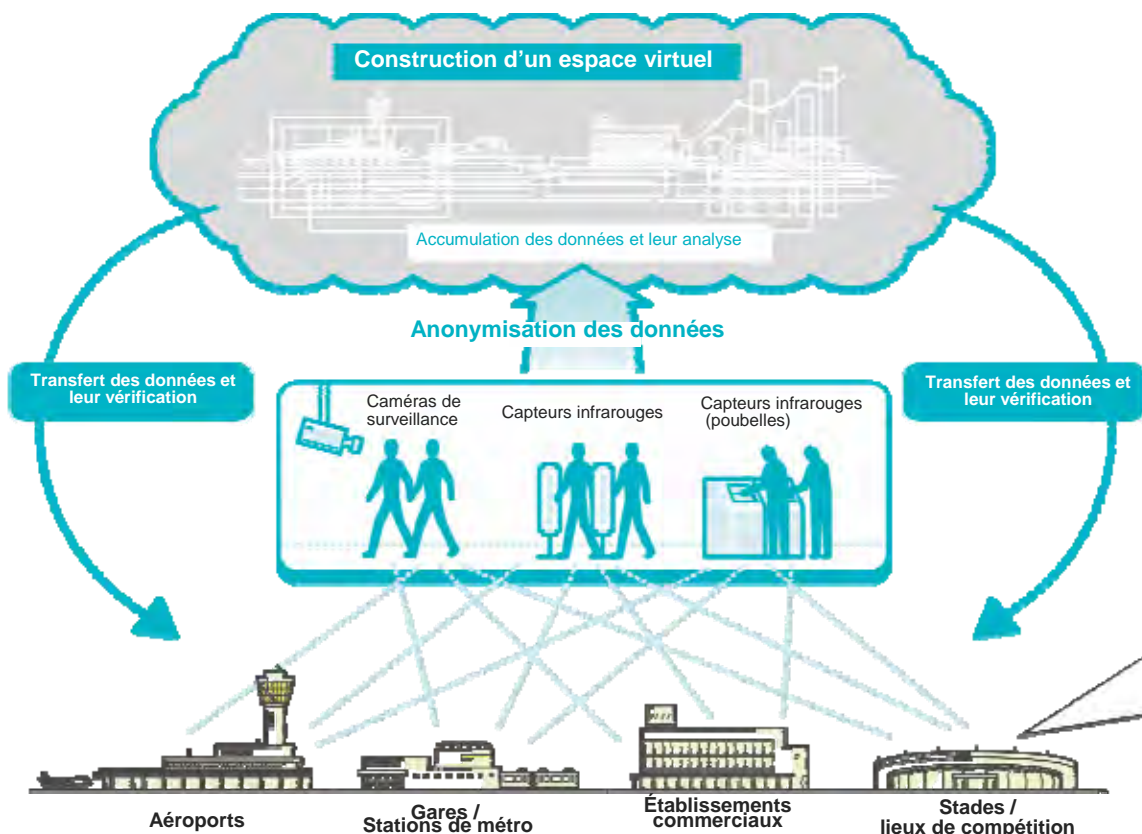 Construction d’un espace virtuel
Accumulation des données et leur analyse
Anonymisation des données
Transfert des données et
leur vérification
Transfert des données et
leur vérification
Caméras de
surveillance
Capteurs infrarouges
Capteurs infrarouges
(poubelles)
Aéroports
Gares /
Stations de métro
Établissements
commerciaux
Stades /
lieux de compétition